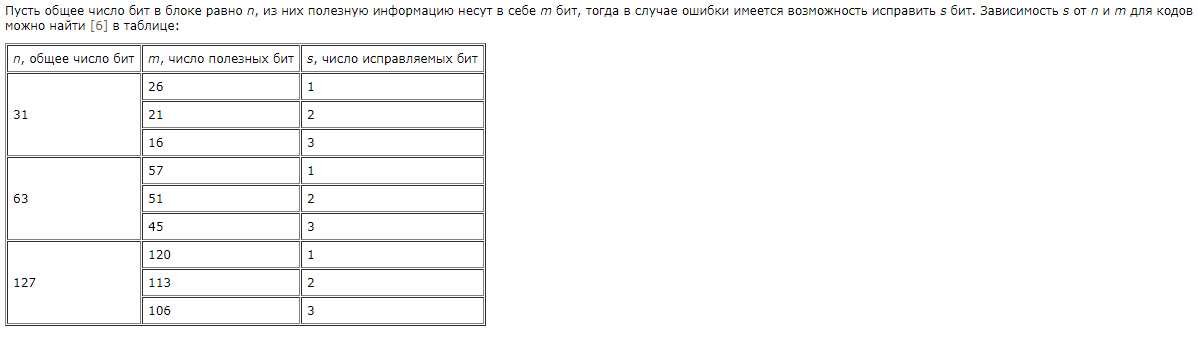 Пусть общее число бит в блоке равно n, из них полезную информацию несут в себе m бит, тогда в случае ошибки имеется возможность исправить s бит. Зависимость s от n и m для кодов
можно найти [6] в таблице:
n, общее число бит m, число полезных бит s, число исправляемых бит
26 1
31 21 2
16 3
57 1
63 51 2
45 3
120 1
127 113 2
106 3